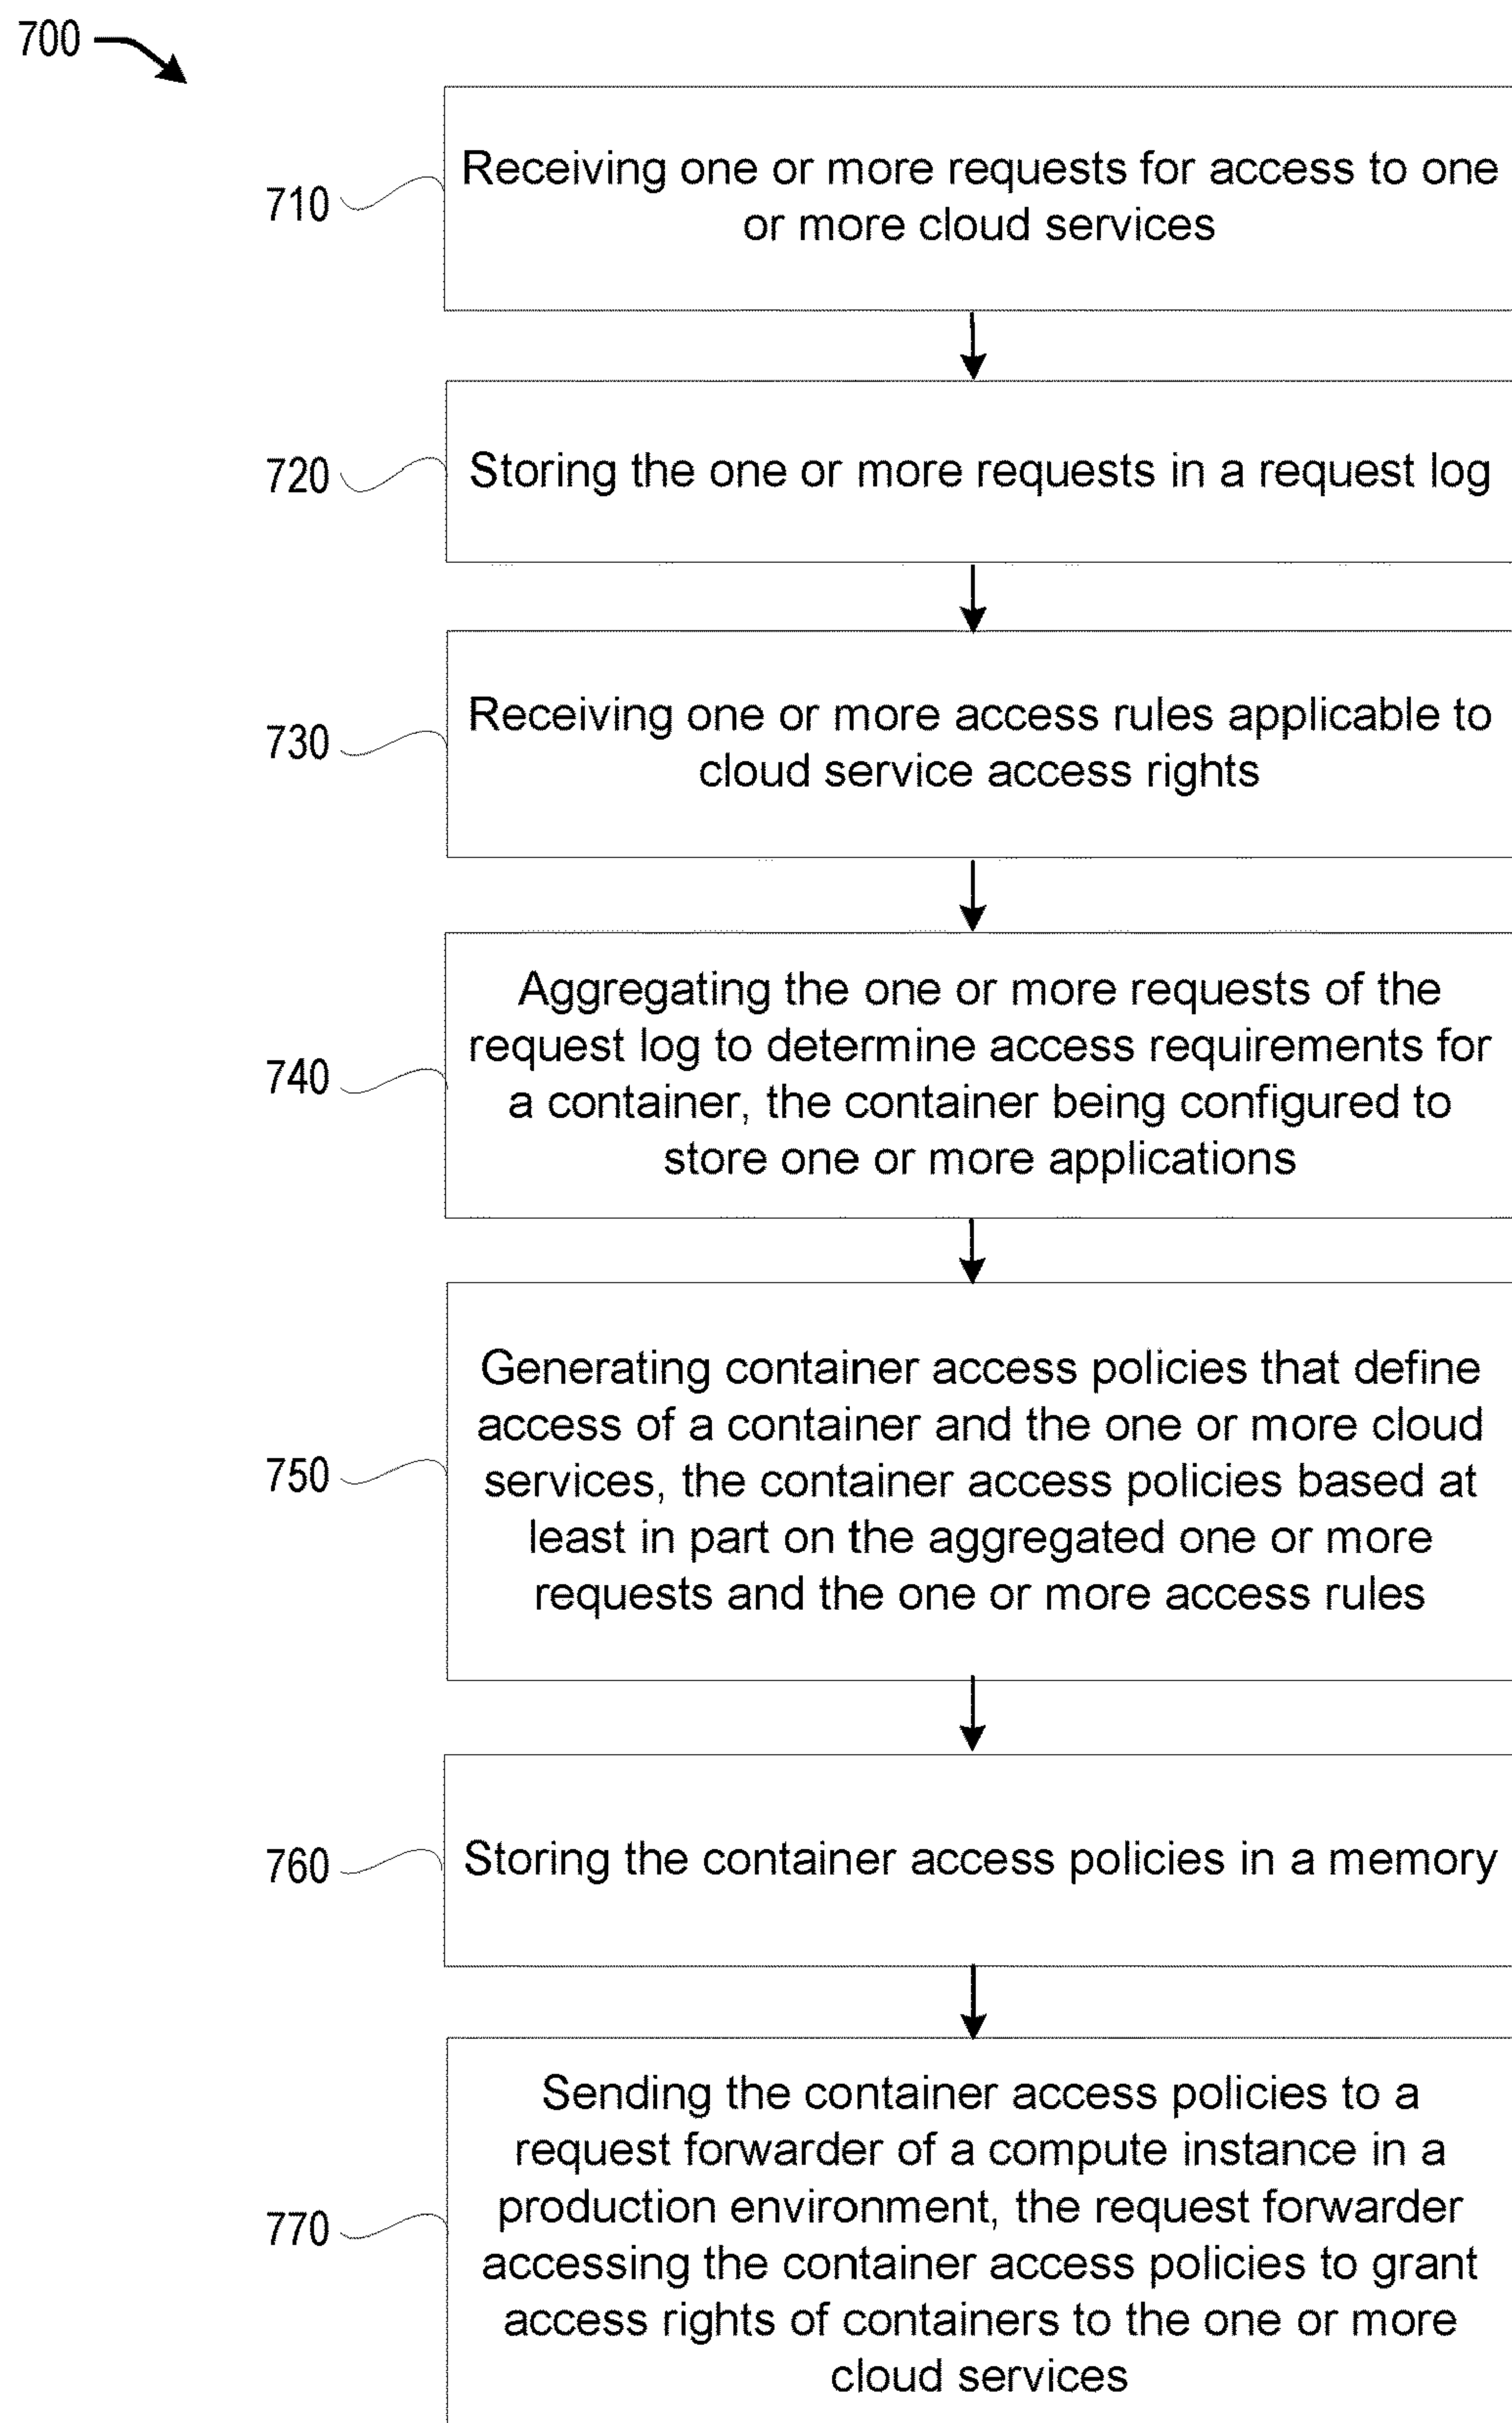 700
710
Receiving one or more requests for access to one
or more cloud services
720
Storing the one or more requests in a request log
730
Receiving one or more access rules applicable to
cloud service access rights
740
Aggregating the one or more requests of the
request log to determine access requirements for
a container, the container being configured to
store one or more applications
750
Generating container access policies that define
access of a container and the one or more cloud
services, the container access policies based at
least in part on the aggregated one or more
requests and the one or more access rules
760
Storing the container access policies in a memory
770
Sending the container access policies to a
request forwarder of a compute instance in a
production environment, the request forwarder
accessing the container access policies to grant
access rights of containers to the one or more
cloud services